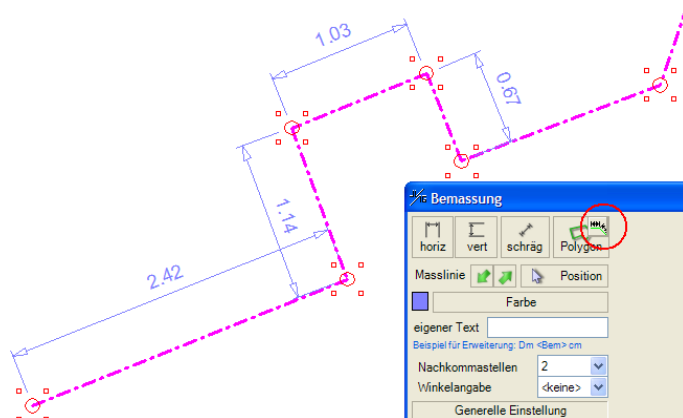 1.03
0.67
1.14
2.42
Bemassung
horiz vert schräg Polygon
Masslinie Position
Farbe
eigener Text
Beispiel für Erweiterung: Dm <Bem> cm
Nachkommastellen 2
Winkelangabe <keine>
Generelle Einstellung